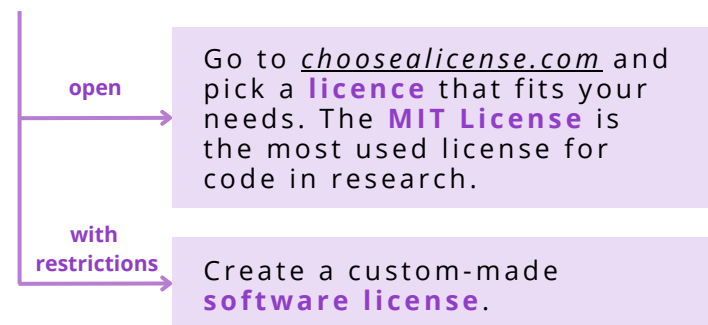 open
Go to choosealicense.com and
pick a licence that fits your
needs. The MIT License is
the most used license for
code in research.
with
restrictions
Create a custom-made
software license.